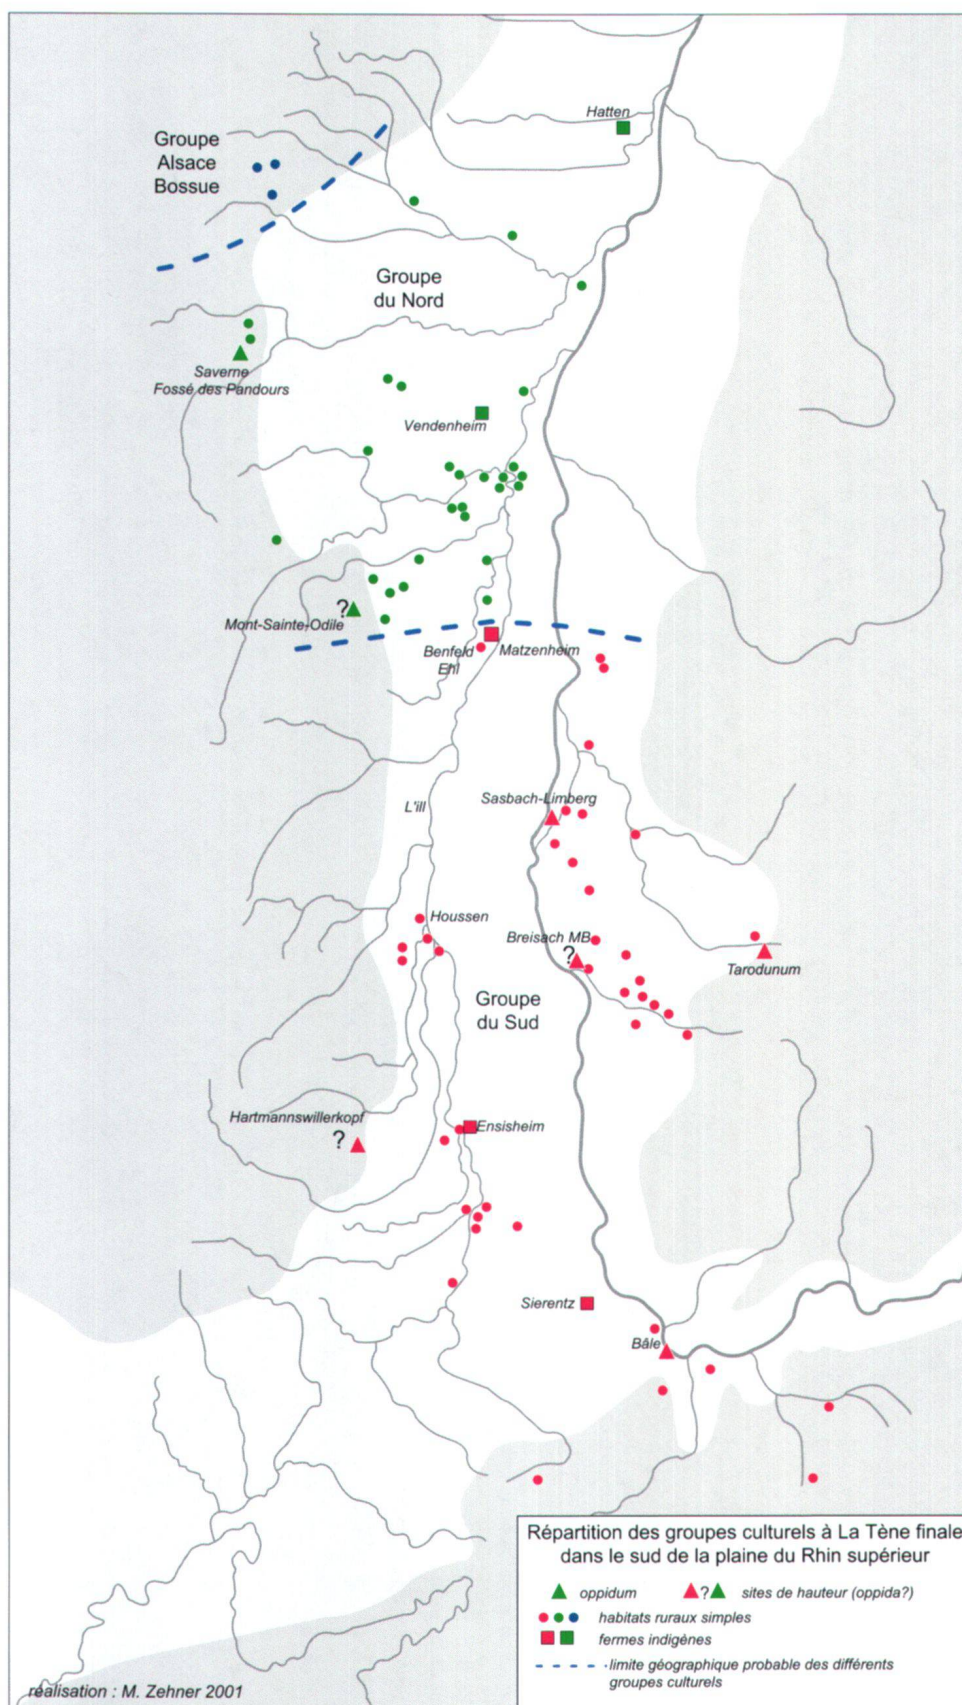 Hatten
Groupe
Alsace
Bossue
Groupe
du Nord
Saverne
Fossé des Pandours
Vendenheim
?
Mont-Sainte-Odile
Benfeld
Ehl
Matzenheim
L'ill
Sasbach-Limberg
Houssen
Breisach MB
?
Tarodunum
Groupe
du Sud
Hartmannswillerkopf
?
Ensisheim
Sierentz
Bâle
Répartition des groupes culturels à La Tène finale
dans le sud de la plaine du Rhin supérieur
oppidum
? sites de hauteur (oppida?)
habitats ruraux simples
fermes indigènes
limite géographique probable des différents
groupes culturels
réalisation : M. Zehner 2001